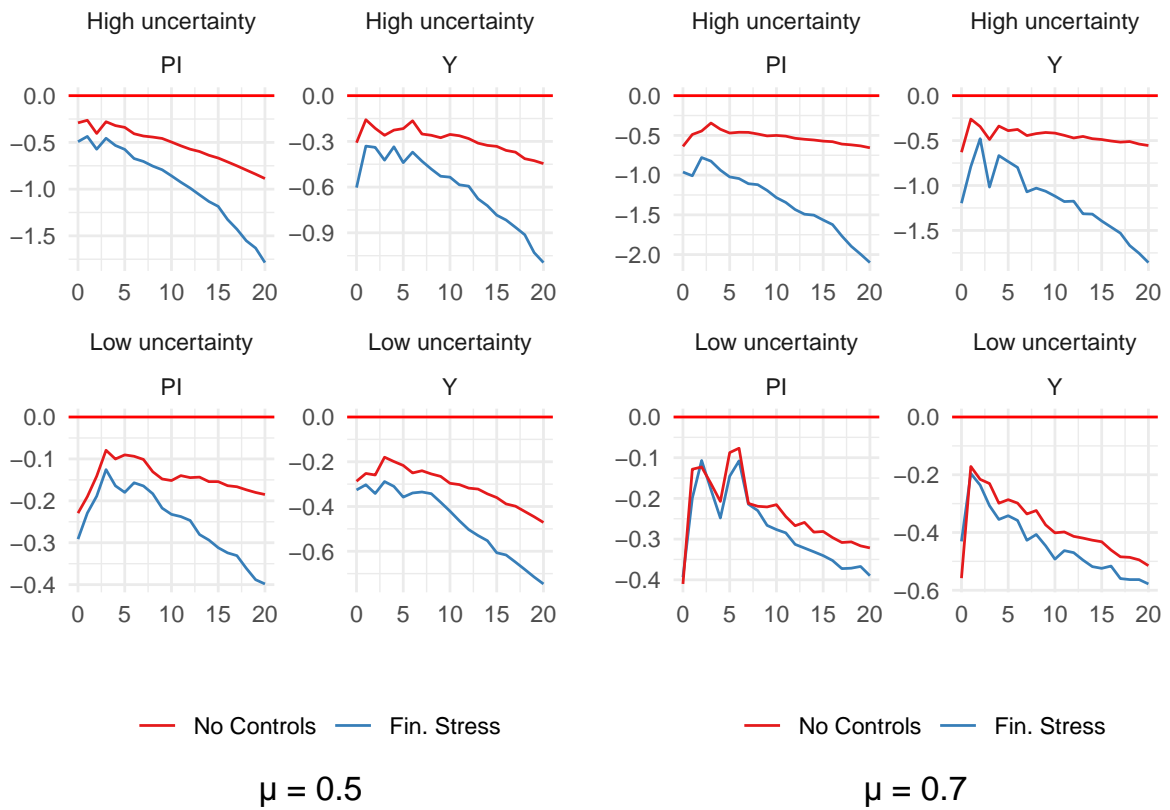 High uncertainty High uncertainty High uncertainty High uncertainty
PI Y PI Y
0.0 0.0 0.0 0.0
−0.5 −0.3 −0.5 −0.5
−1.0 −0.6 −1.0 −1.0
−1.5 −0.9 −1.5 −1.5
−2.0
0 5 10 15 20 0 5 10 15 20 0 5 10 15 20 0 5 10 15 20
Low uncertainty Low uncertainty Low uncertainty Low uncertainty
PI Y PI Y
0.0 0.0 0.0 0.0
−0.1 −0.2 −0.1 −0.2
−0.2 −0.4 −0.2 −0.4
−0.3 −0.6 −0.3 −0.6
−0.4 −0.4
0 5 10 15 20 0 5 10 15 20 0 5 10 15 20 0 5 10 15 20
No Controls Fin. Stress No Controls Fin. Stress
μ = 0.5 μ = 0.7